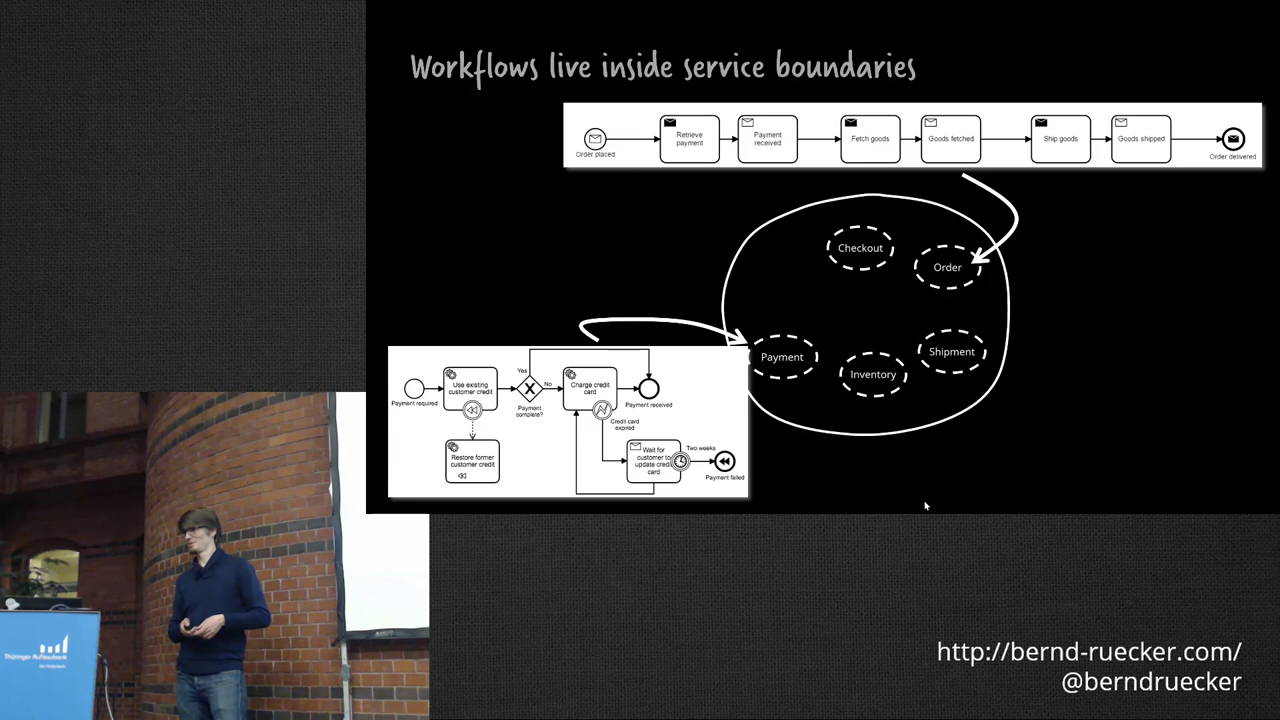 Workflows live inside service boundaries
Order placed
Retrieve
payment
Payment
received
Fetch goods
Goods fetched
Ship goods
Goods shipped
Order delivered
Checkout
Order
Payment
Inventory
Shipment
Payment required
Use existing
customer credit
Restore former
customer credit
Yes
No
Payment
complete?
Charge credit
card
Payment received
Credit card
expired
Wait for
customer to
update credit
card
Two weeks
Payment failed
http://bernd-ruecker.com/
@berndruecker